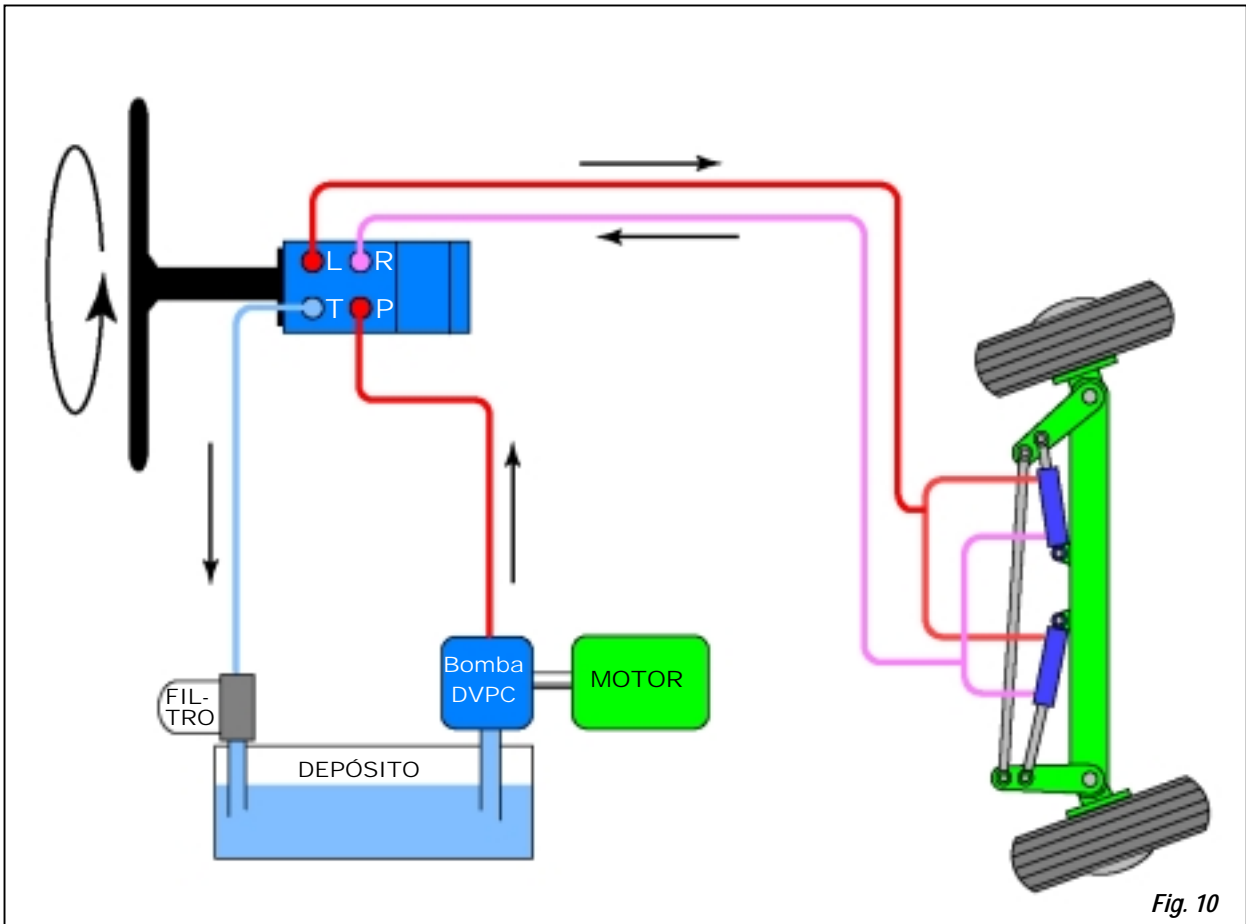 L R
T P
Bomba
DVPC
MOTOR
FIL-
TRO
DEPÓSITO
Fig. 10